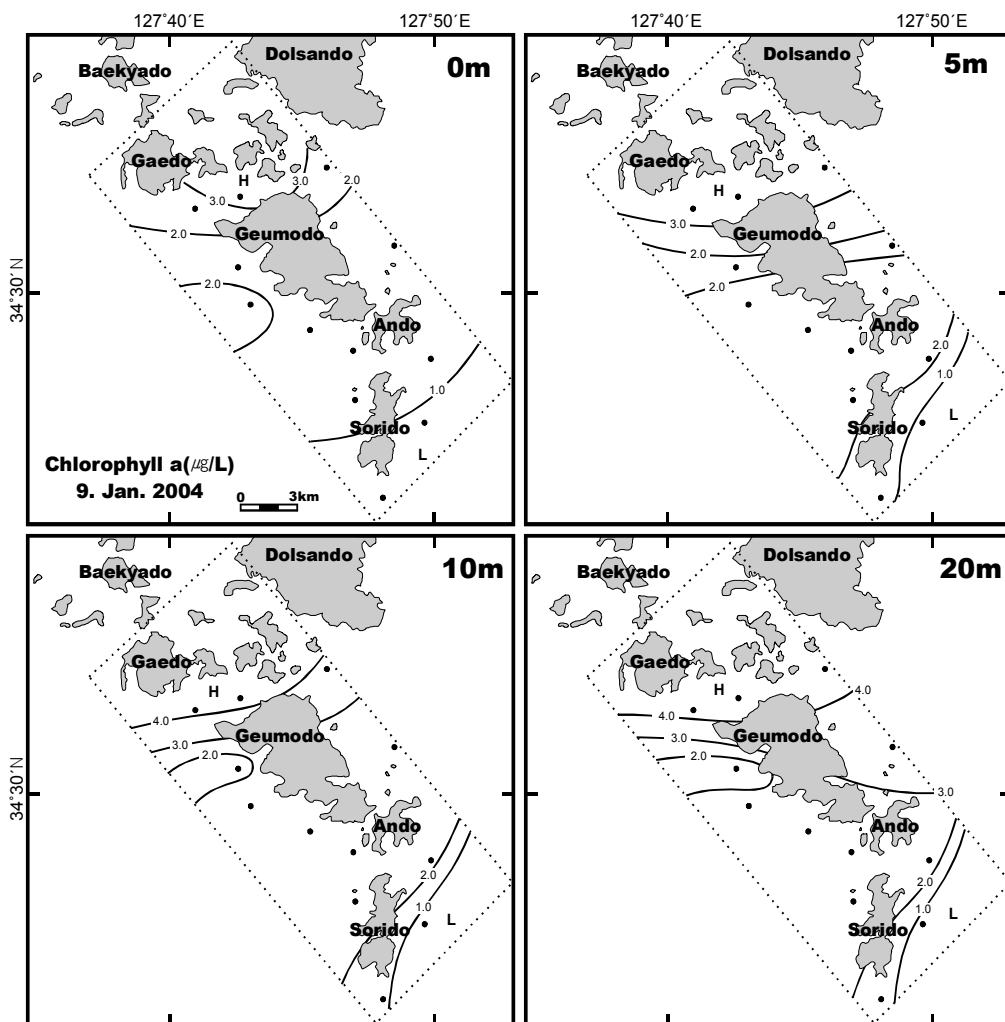 127°40´E
127°50´E
127°40´E
127°50´E
Dolsando
Baekyado
0m
Gaedo
H
3.0
3.0
2.0
2.0
Geumodo
2.0
34°30´N
Ando
1.0
Sorido
L
Chlorophyll a(㎍/L)
9. Jan. 2004
0
3km
Dolsando
Baekyado
5m
Gaedo
H
3.0
Geumodo
2.0
2.0
Ando
2.0
1.0
L
Sorido
Dolsando
Baekyado
10m
Gaedo
H
4.0
3.0
Geumodo
2.0
34°30´N
Ando
2.0
1.0
L
Sorido
Dolsando
Baekyado
20m
Gaedo
H
4.0
4.0
3.0
Geumodo
2.0
3.0
Ando
2.0
1.0
L
Sorido